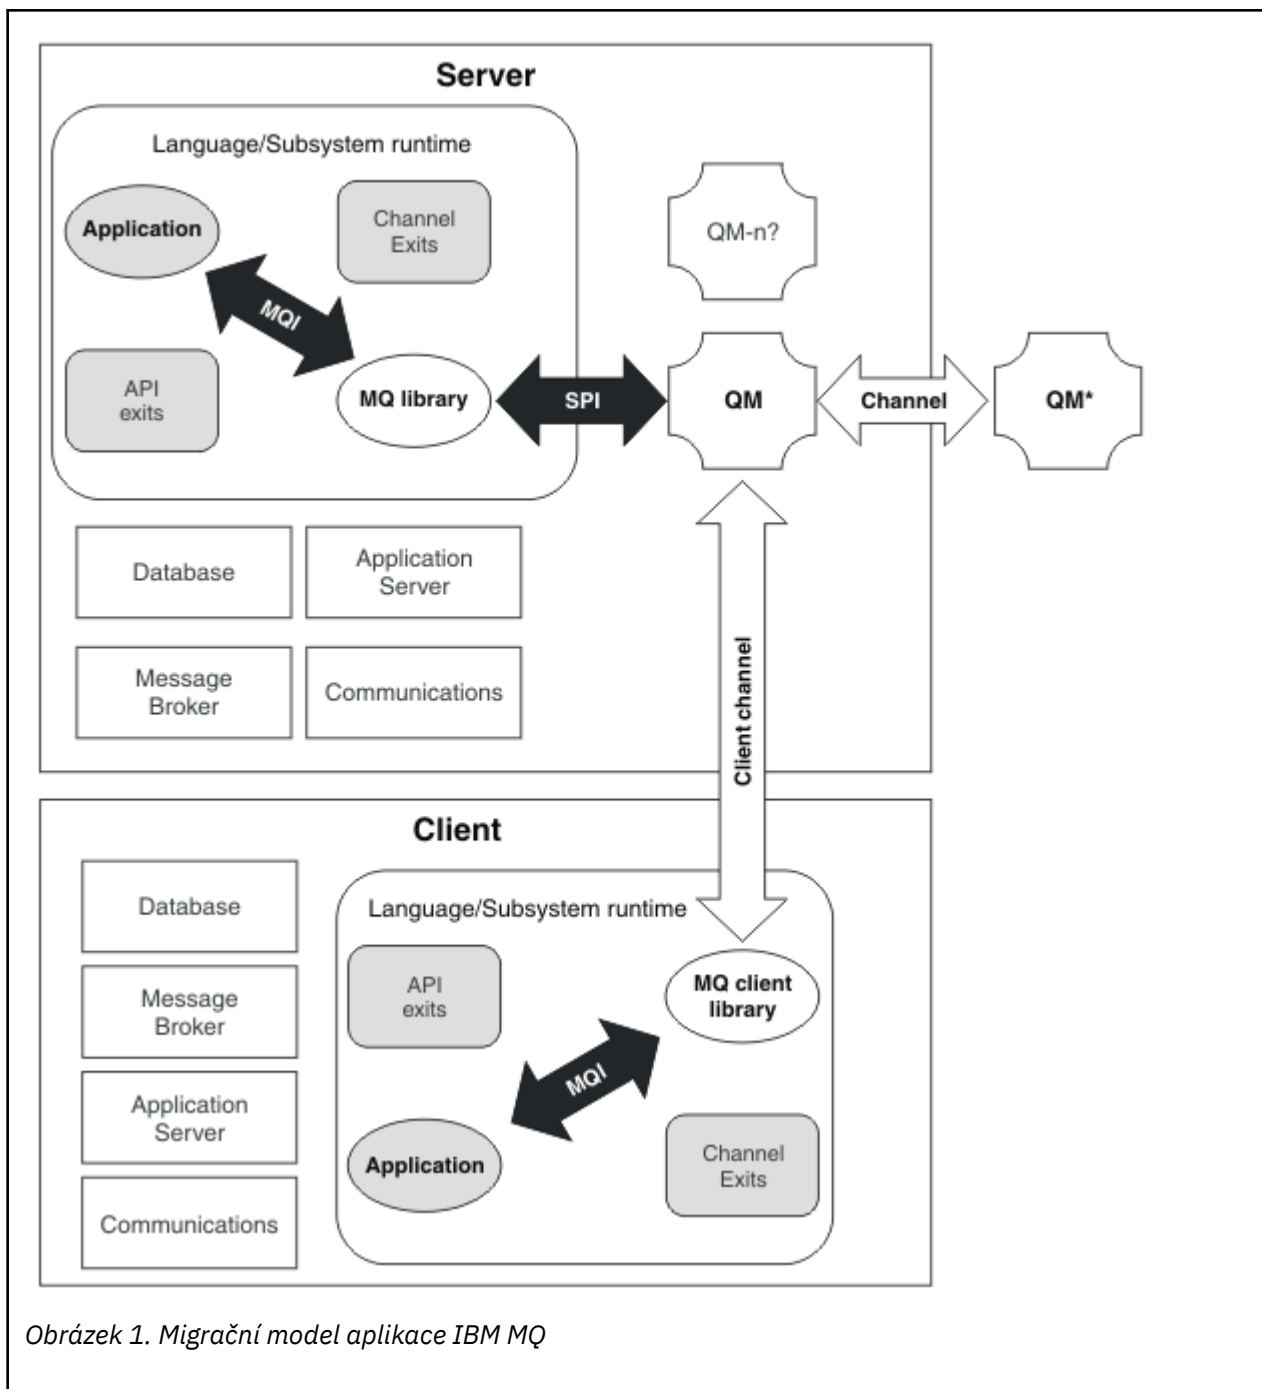 Server
Language/Subsystem runtime
Application
Channel
Exits
QM-n?
MQI
API
exits
MQ library
SPI
QM
Channel
QM*
Database
Application
Server
Message
Broker
Communications
Client channel
Client
Database
Language/Subsystem runtime
API
exits
MQ client
library
Message
Broker
MQI
Application
Server
Application
Channel
Exits
Communications
Obrázek 1. Migrační model aplikace IBM MQ